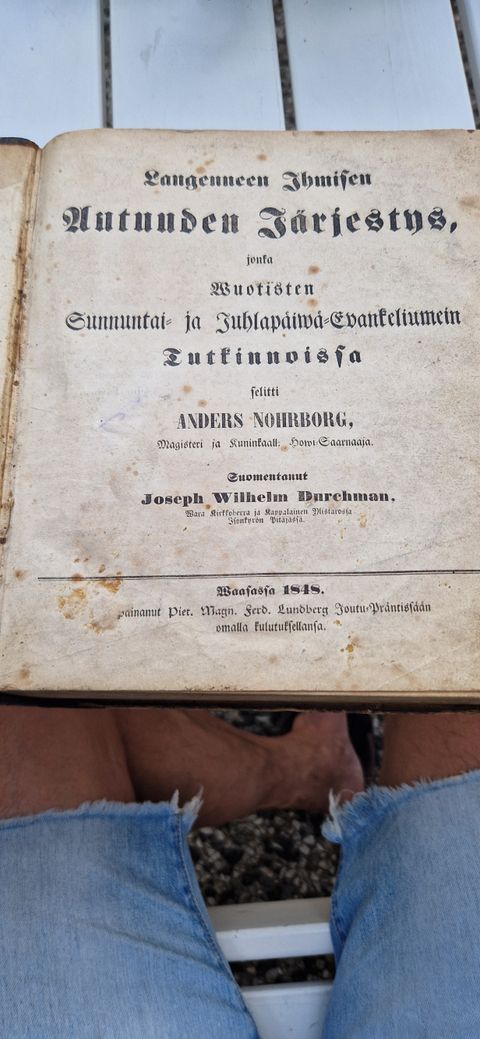 Langenneen Ihmisen
Autuuden Järjestys,
jonka
Wuotisten
Sunnuntai- ja Juhlapäiwä-Evankeliumein
Tutkinnoissa
selitti
ANDERS NOHRBORG,
Magisteri ja Kuninkaall: Howi-Saarnaaja.
Suomentanut
Joseph Wilhelm Durchman,
Wara Kirkkoherra ja Kappalainen Ylistarossa
Isonkyrön Pitäjässä.
Waasassa 1848.
painanut Piet. Magn. Ferd. Lundberg Joutu-Präntissään
omalla kulutuksellansa.